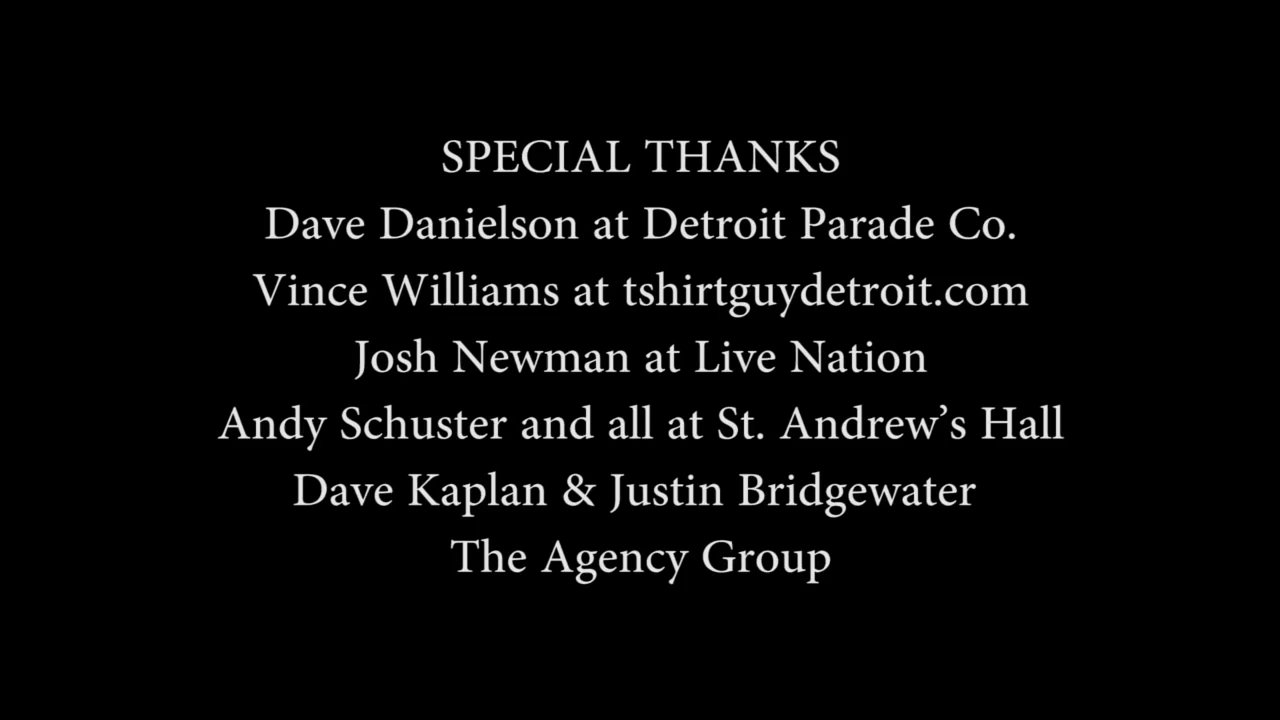 SPECIAL THANKS
Dave Danielson at Detroit Parade Co.
Vince Williams at tshirtguydetroit.com
Josh Newman at Live Nation
Andy Schuster and all at St. Andrew’s Hall
Dave Kaplan & Justin Bridgewater
The Agency Group